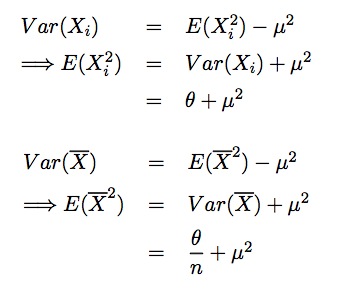 Var(X_i) = E(X_i^2) − μ^2
⟹ E(X_i^2) = Var(X_i) + μ^2
= θ + μ^2
Var(X̅) = E(X̅^2) − μ^2
⟹ E(X̅^2) = Var(X̅) + μ^2
= θ/n + μ^2